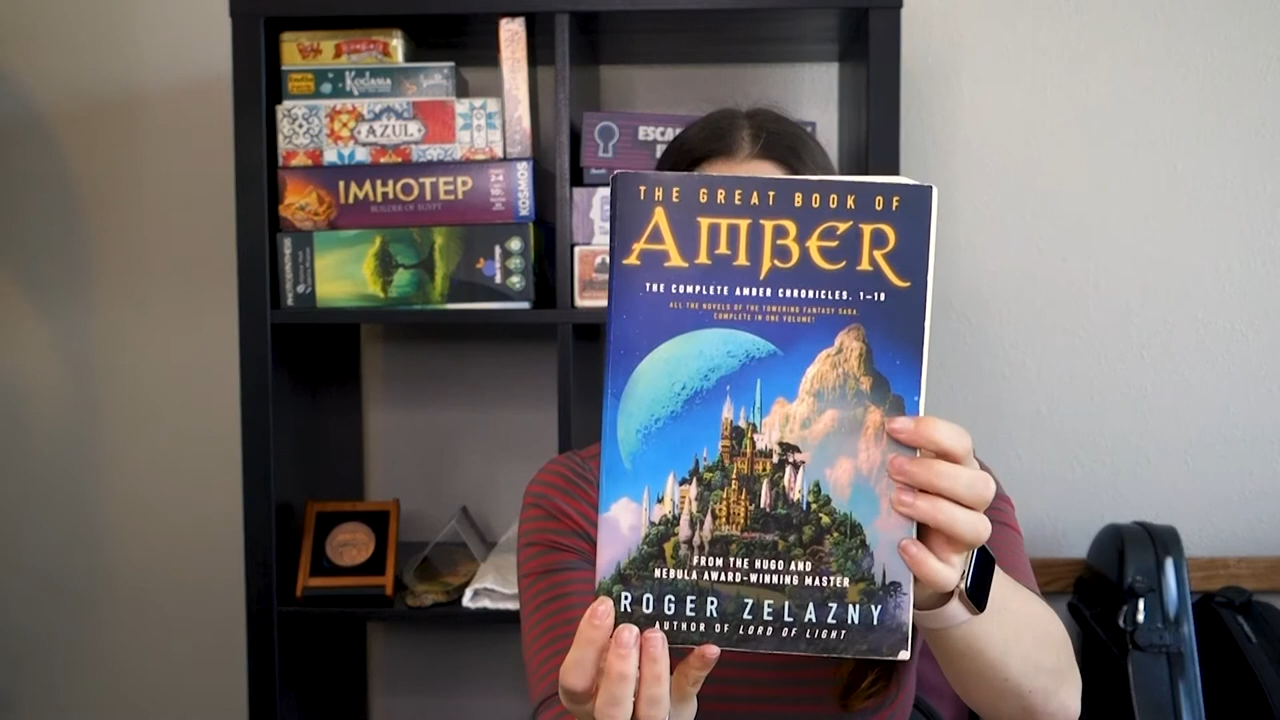 Kodama
AZUL
IMHOTEP
BUILDER OF EGYPT
KOSMOS
PHOTOSYNTHESIS
ESCA
THE GREAT BOOK OF
AMBER
THE COMPLETE AMBER CHRONICLES, 1–10
ALL THE NOVELS OF THE TOWERING FANTASY SAGA,
COMPLETE IN ONE VOLUME!
FROM THE HUGO AND
NEBULA AWARD–WINNING MASTER
ROGER ZELAZNY
AUTHOR OF LORD OF LIGHT